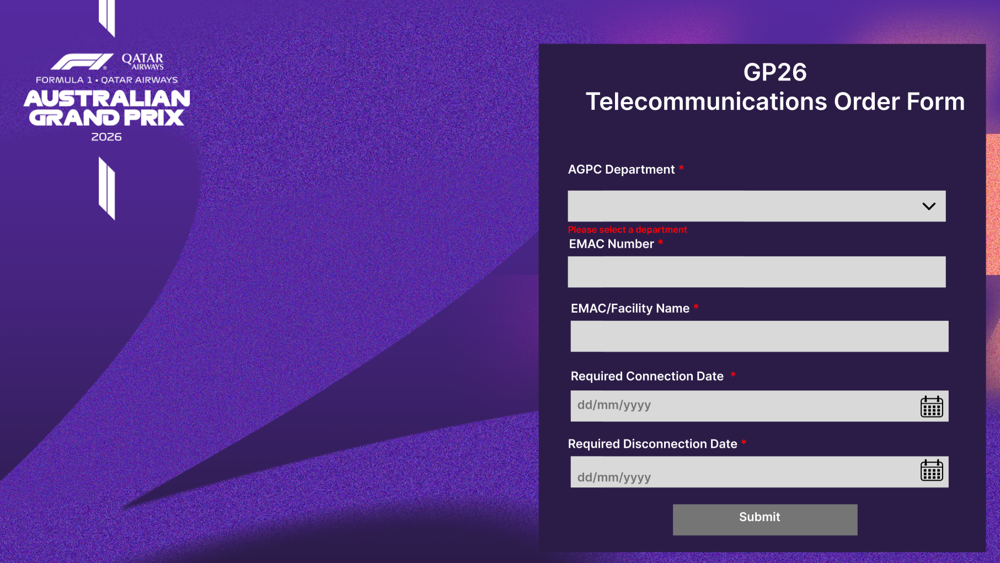 QATAR
AIRWAYS
FORMULA 1 • QATAR AIRWAYS
AUSTRALIAN
GRAND PRIX
2026
GP26
Telecommunications Order Form
AGPC Department *
Please select a department
EMAC Number *
EMAC/Facility Name *
Required Connection Date *
dd/mm/yyyy
Required Disconnection Date *
dd/mm/yyyy
Submit